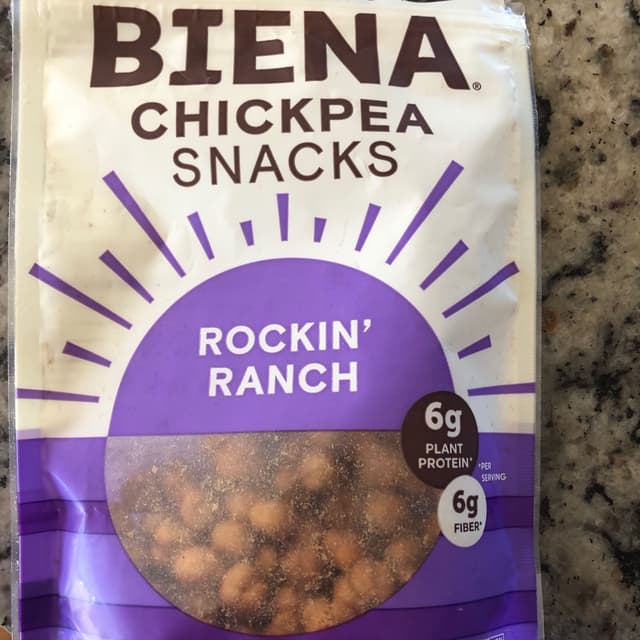 BIENA®
CHICKPEA
SNACKS
ROCKIN'
RANCH
6g
PLANT
PROTEIN*
*PER
SERVING
6g
FIBER*